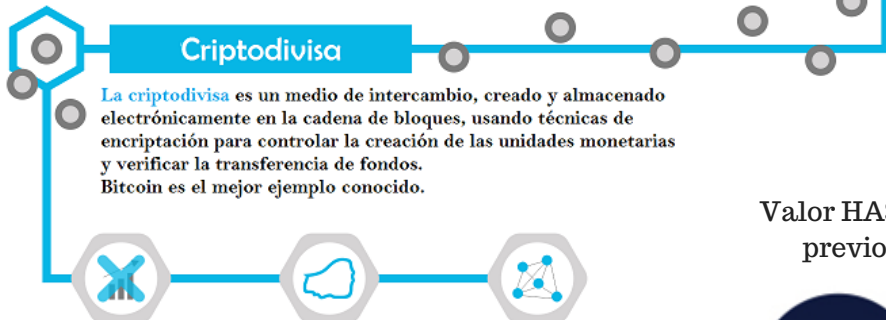 Criptodivisa
La criptodivisa es un medio de intercambio, creado y almacenado
electrónicamente en la cadena de bloques, usando técnicas de
encriptación para controlar la creación de las unidades monetarias
y verificar la transferencia de fondos.
Bitcoin es el mejor ejemplo conocido.
Valor
previo